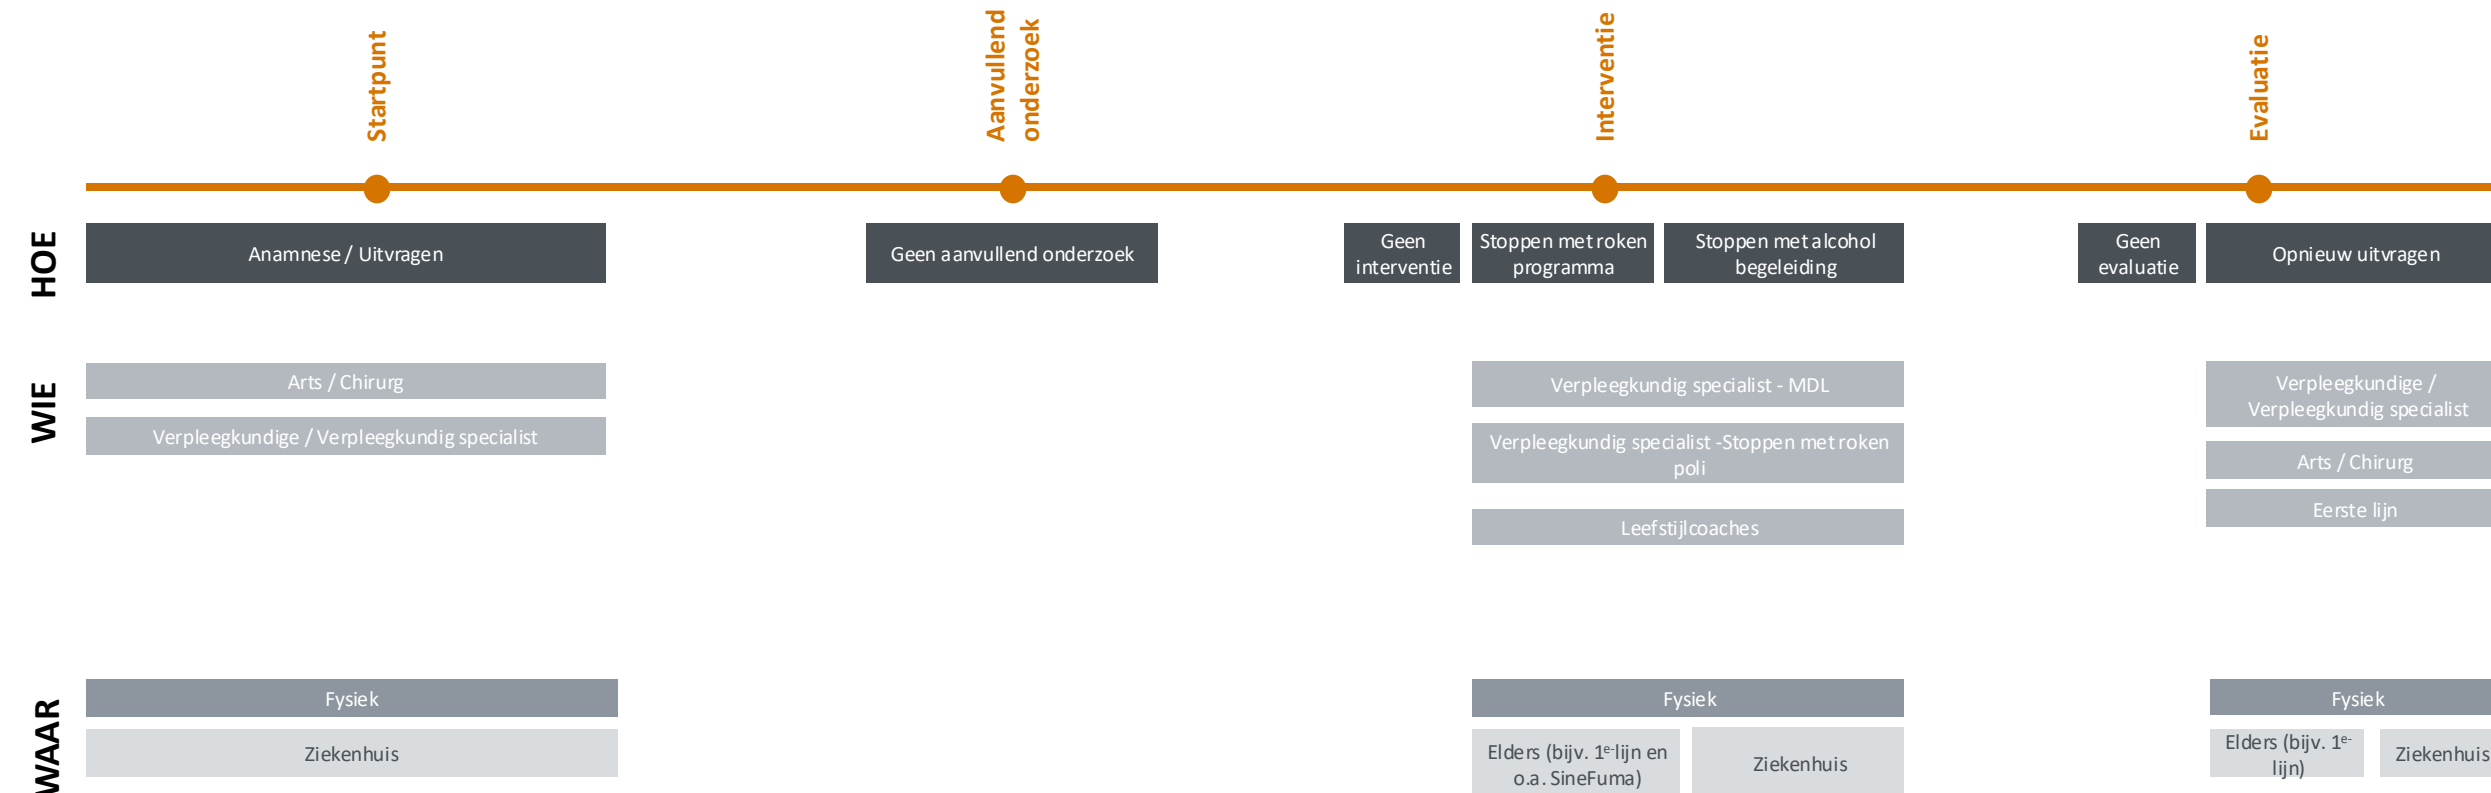 Startpunt
Aanvullend
onderzoek
Interventie
Evaluatie
HOE
Anamnese / Uitvragen
Geen aanvullend onderzoek
Geen
interventie
Stoppen met roken
programma
Stoppen met alcohol
begeleiding
Geen
evaluatie
Opnieuw uitvragen
WIE
Arts / Chirurg
Verpleegkundige / Verpleegkundig specialist
Verpleegkundig specialist - MDL
Verpleegkundig specialist -Stoppen met roken
poli
Leefstijlcoaches
Verpleegkundige /
Verpleegkundig specialist
Arts / Chirurg
Eerste lijn
WAAR
Fysiek
Ziekenhuis
Fysiek
Elders (bijv. 1e-lijn en
o.a. SineFuma)
Ziekenhuis
Fysiek
Elders (bijv. 1e-
lijn)
Ziekenhuis